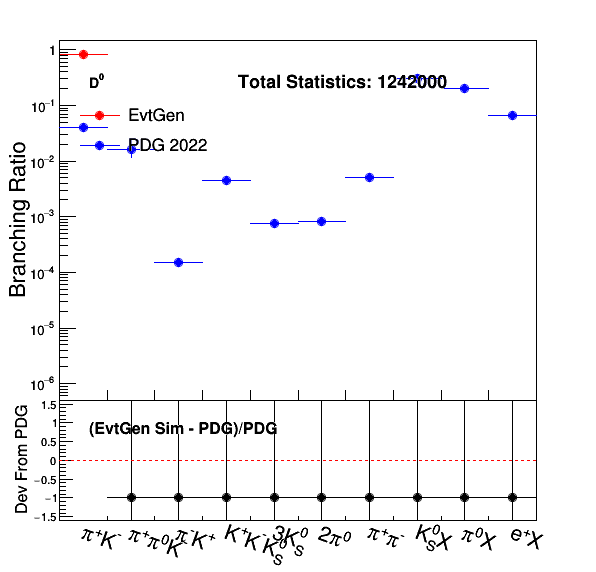 Branching Ratio
1
10⁻¹
10⁻²
10⁻³
10⁻⁴
10⁻⁵
10⁻⁶
D⁰
Total Statistics: 1242000
EvtGen
PDG 2022
Dev From PDG
1.5
1
0.5
0
−0.5
−1
−1.5
(EvtGen Sim - PDG)/PDG
π⁺K⁻ π⁺π⁰K⁻ π⁻K⁺ K⁺K⁻K⁰S 3K⁰S 2π⁰ π⁺π⁻ K⁰SX π⁰X e⁺X